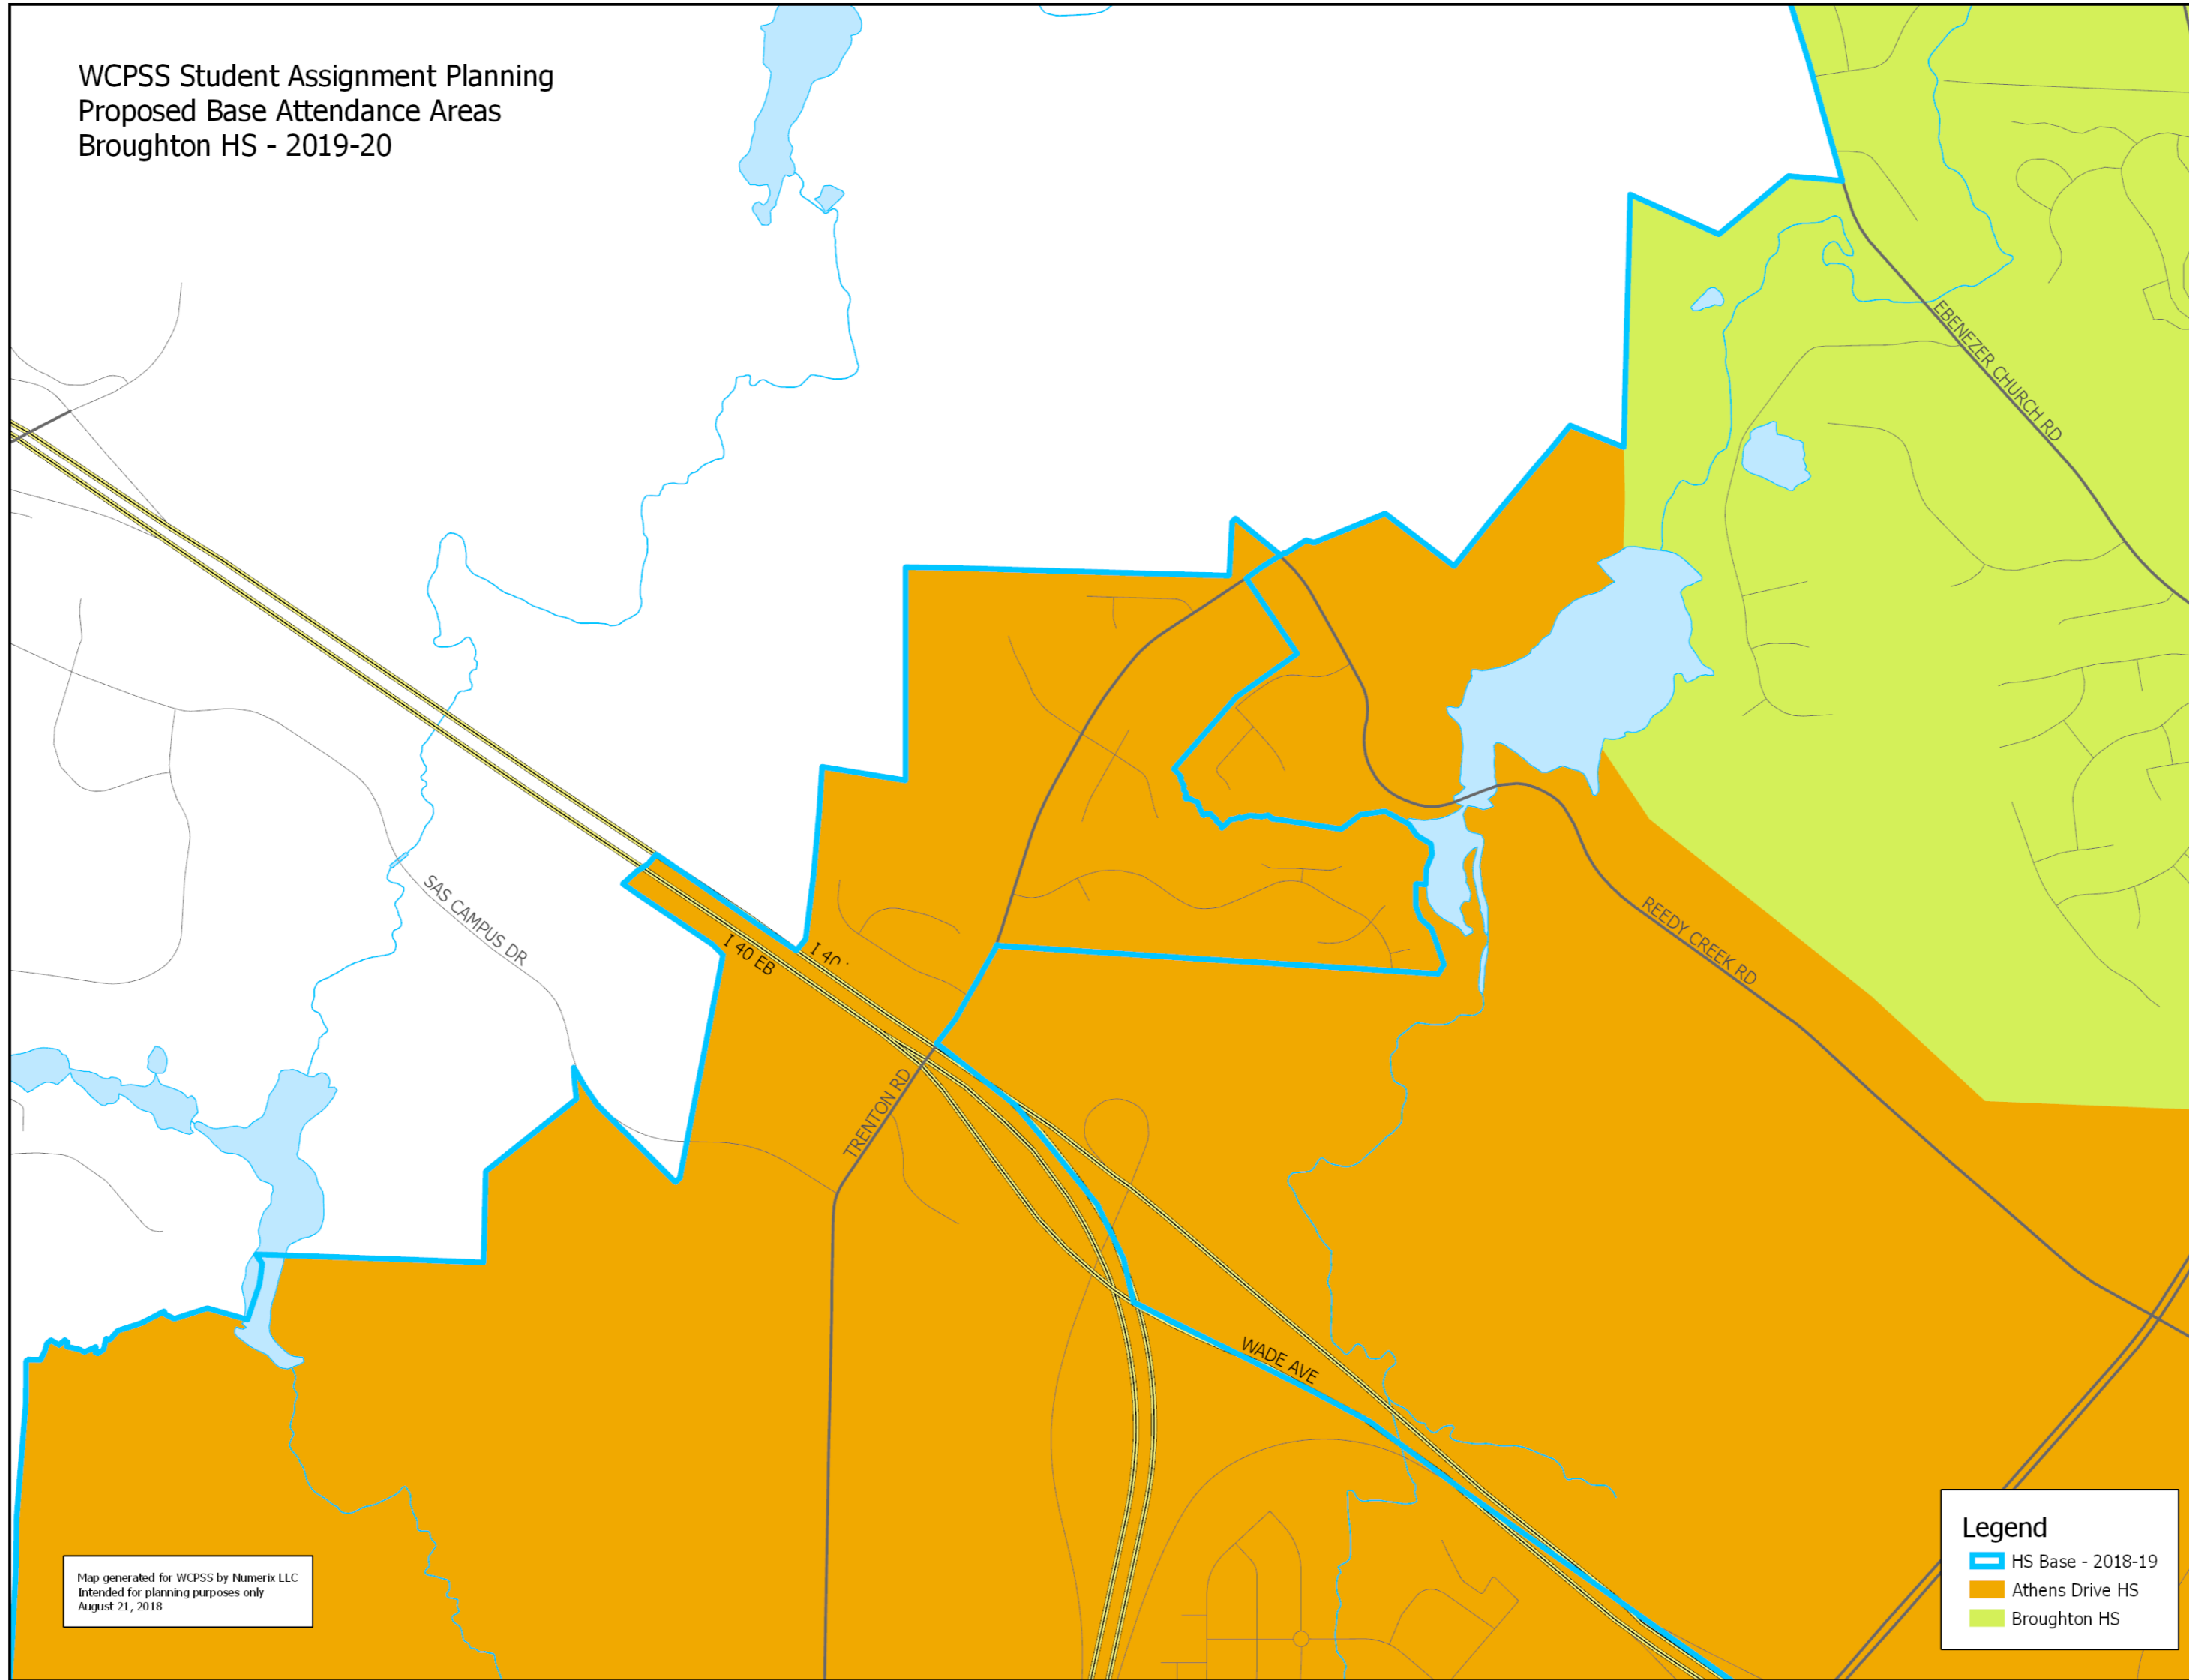 WCPSS Student Assignment Planning
Proposed Base Attendance Areas
Broughton HS - 2019-20
EBENEZER CHURCH RD
SAS CAMPUS DR
I 40 EB
I 40
REEDY CREEK RD
TRENTON RD
WADE AVE
Legend
HS Base - 2018-19
Athens Drive HS
Broughton HS
Map generated for WCPSS by Numerix LLC
Intended for planning purposes only
August 21, 2018